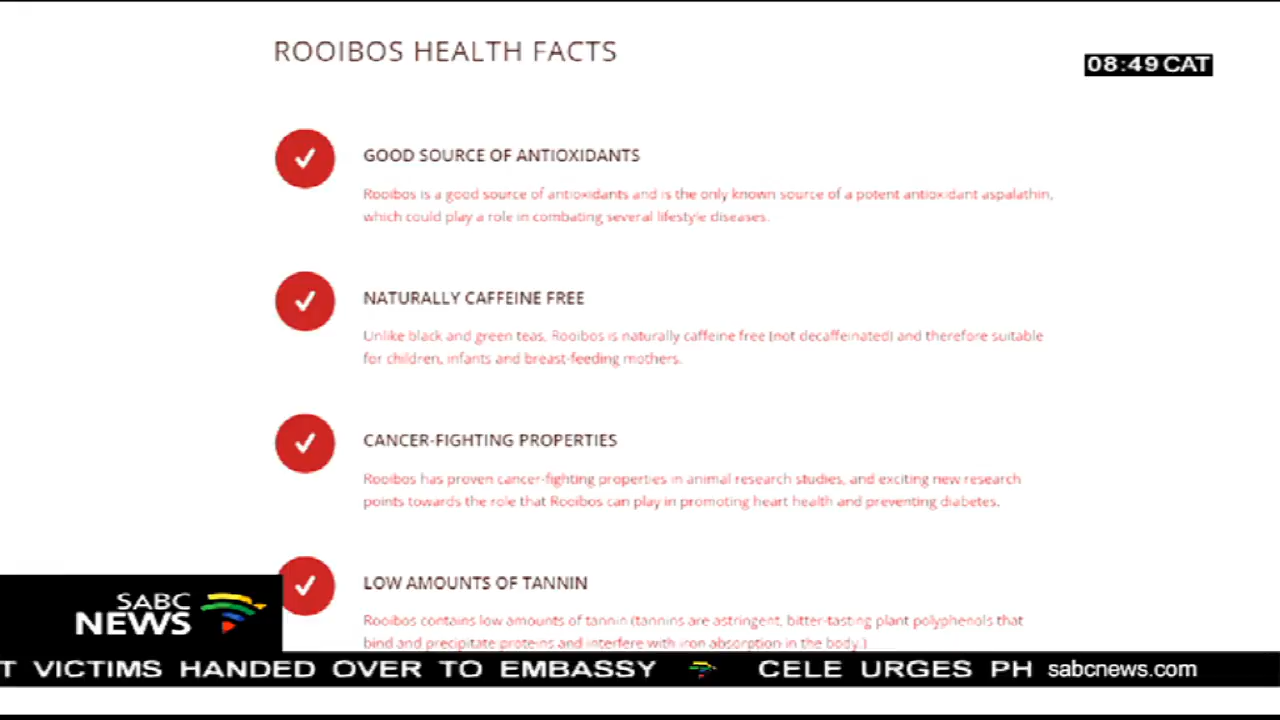 ROOIBOS HEALTH FACTS
08:49 CAT
GOOD SOURCE OF ANTIOXIDANTS
Rooibos is a good source of antioxidants and is the only known source of a potent antioxidant aspalathin,
which could play a role in combating several lifestyle diseases.
NATURALLY CAFFEINE FREE
Unlike black and green teas, Rooibos is naturally caffeine free (not decaffeinated) and therefore suitable
for children, infants and breast-feeding mothers.
CANCER-FIGHTING PROPERTIES
Rooibos has proven cancer-fighting properties in animal research studies, and exciting new research
points towards the role that Rooibos can play in promoting heart health and preventing diabetes.
LOW AMOUNTS OF TANNIN
Rooibos contains low amounts of tannin (tannins are astringent, bitter-tasting plant polyphenols that
bind and precipitate proteins and interfere with iron absorption in the body.)
SABC
NEWS
T VICTIMS HANDED OVER TO EMBASSY CELE URGES PH sabcnews.com